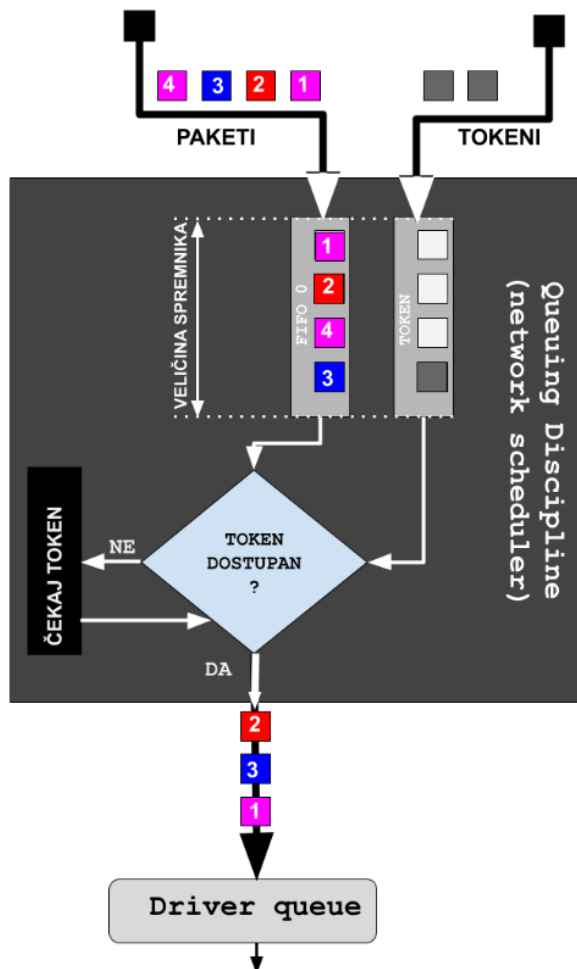 4 3 2 1
PAKETI
TOKENI
VELIČINA SPREMNIKA
FIFO 0
1
2
4
3
TOKEN
Queuing Discipline
(network scheduler)
TOKEN
DOSTUPAN
?
NE
ČEKAJ TOKEN
DA
2
3
1
Driver queue